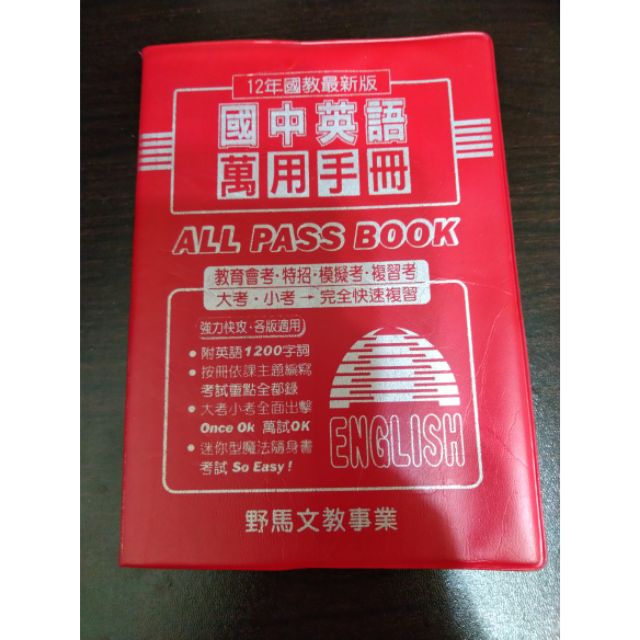 12年國教最新版
國中英語
萬用手冊
ALL PASS BOOK
教育會考·特招·模擬考·複習考
大考·小考→完全快速複習
強力快攻·各版適用
• 附英語1200字詞
• 按冊依課主題編寫
考試重點全都錄
• 大考小考全面出擊
Once Ok 萬試OK
• 迷你型魔法隨身書
考試 So Easy!
ENGLISH
野馬文教事業